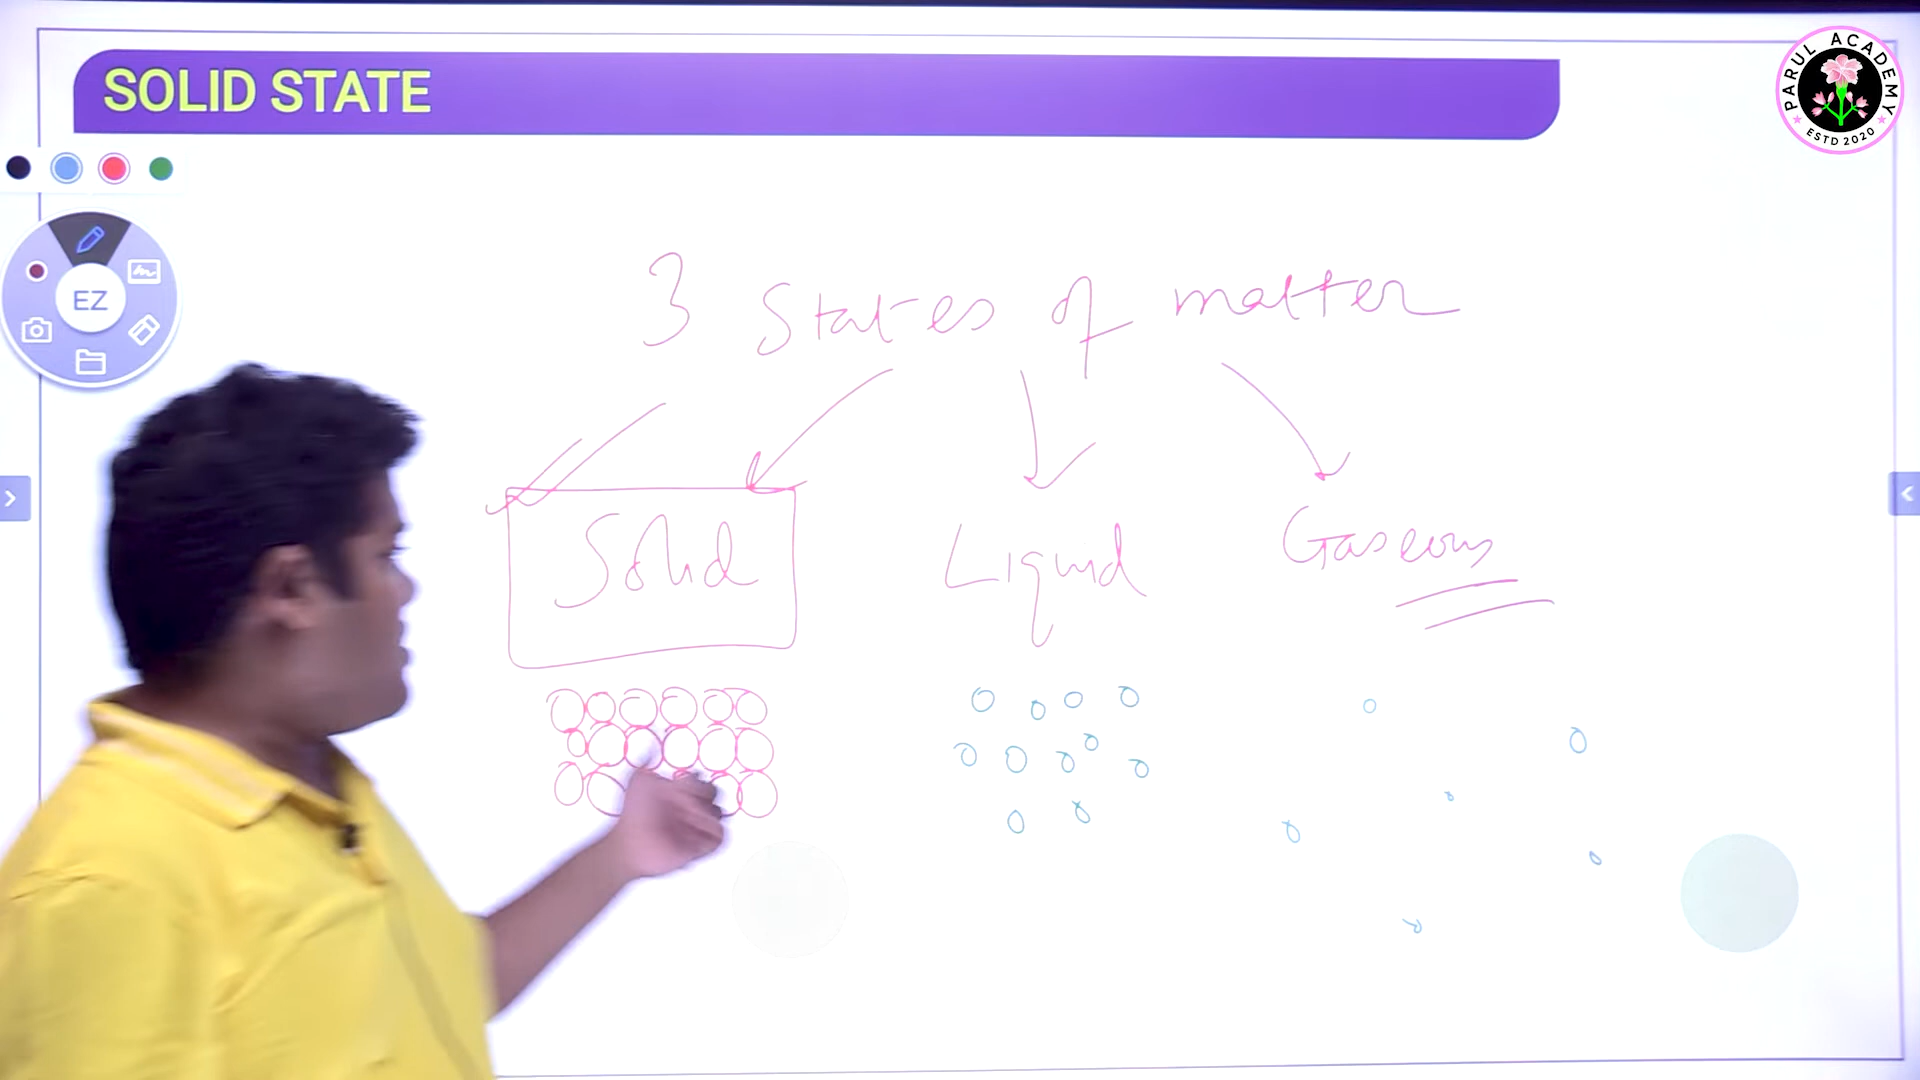 SOLID STATE
PARUL ACADEMY
ESTD 2020
EZ
3 States of matter
Solid
Liquid
Gaseous